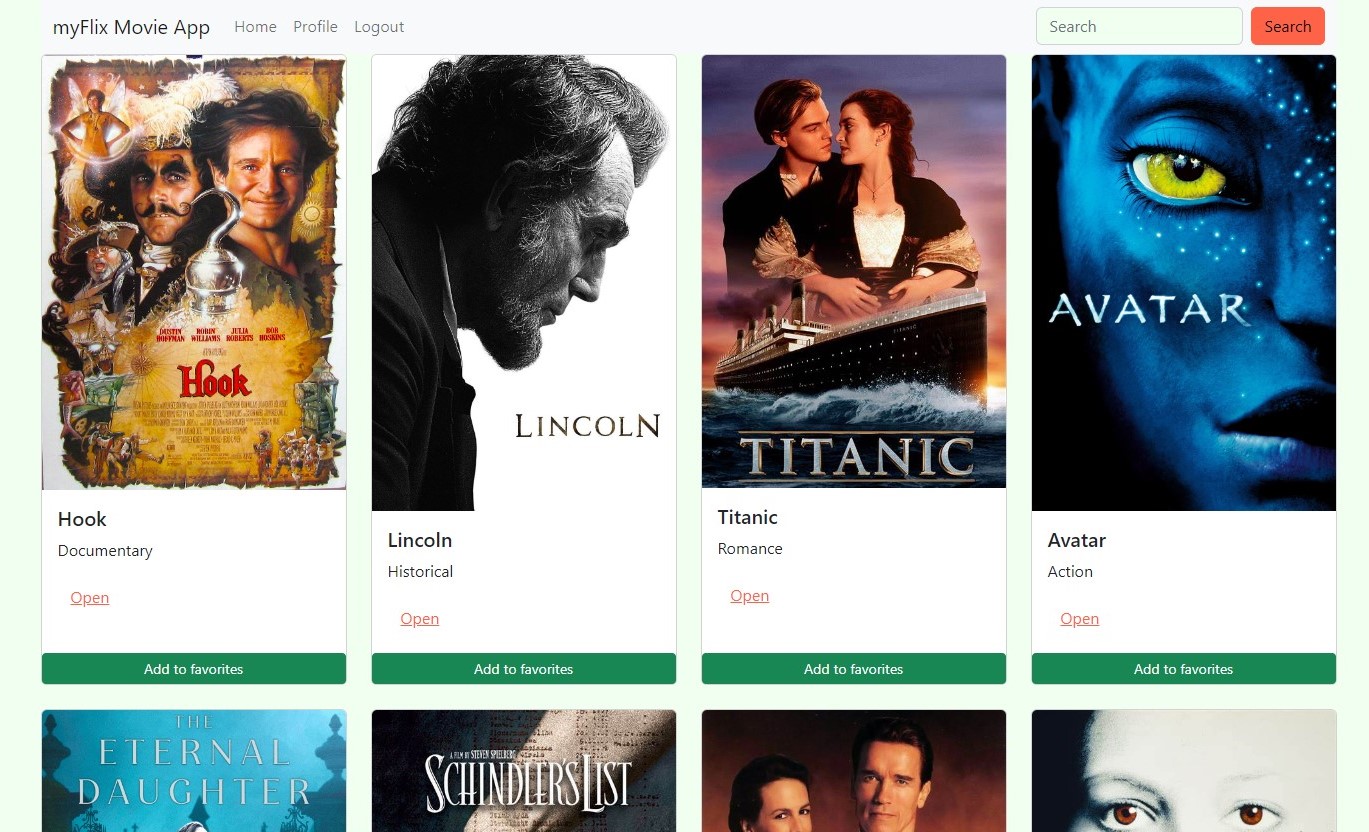 myFlix Movie App Home Profile Logout Search Search
DUSTIN HOFFMAN ROBIN WILLIAMS JULIA ROBERTS BOB HOSKINS
Hook
LINCOLN
TITANIC
TITANIC
AVATAR
Hook
Documentary
Open
Add to favorites
Lincoln
Historical
Open
Add to favorites
Titanic
Romance
Open
Add to favorites
Avatar
Action
Open
Add to favorites
THE
ETERNAL
DAUGHTER
A FILM BY STEVEN SPIELBERG
SCHINDLER'S LIST